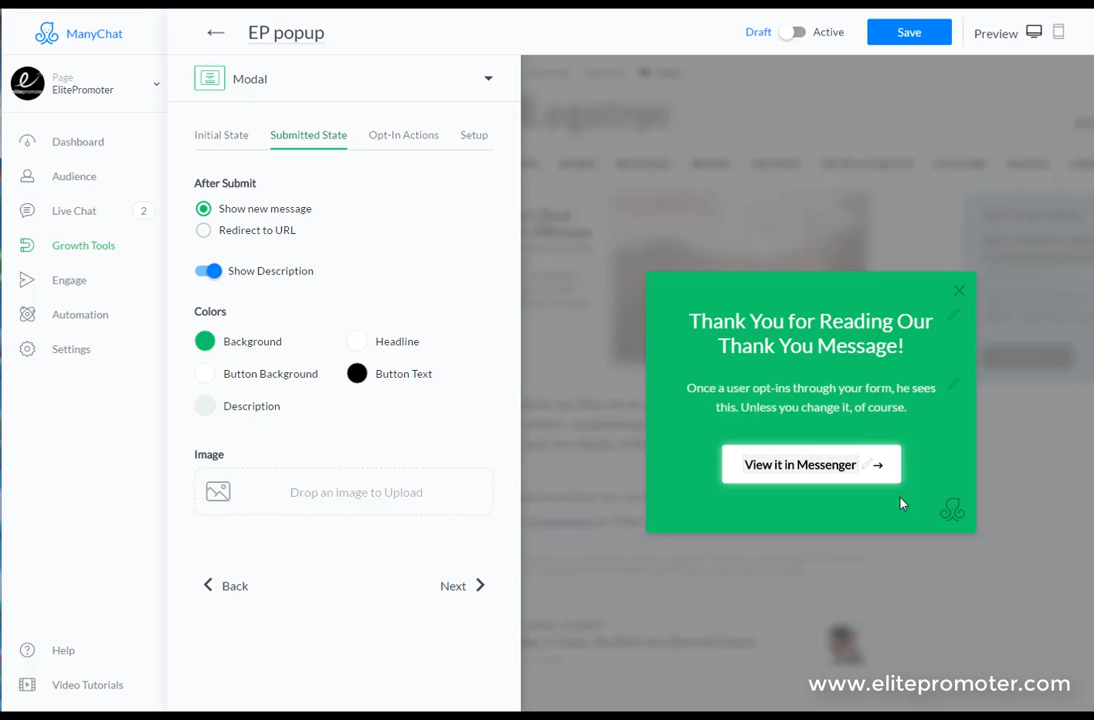 ManyChat
EP popup
Draft
Active
Save
Preview
Page
ElitePromoter
Modal
Initial State
Submitted State
Opt-In Actions
Setup
Dashboard
Audience
Live Chat
2
Growth Tools
Engage
Automation
Settings
Help
Video Tutorials
After Submit
Show new message
Redirect to URL
Show Description
Colors
Background
Headline
Button Background
Button Text
Description
Image
Drop an image to Upload
Back
Next
Thank You for Reading Our
Thank You Message!
Once a user opt-ins through your form, he sees
this. Unless you change it, of course.
View it in Messenger
www.elitepromoter.com